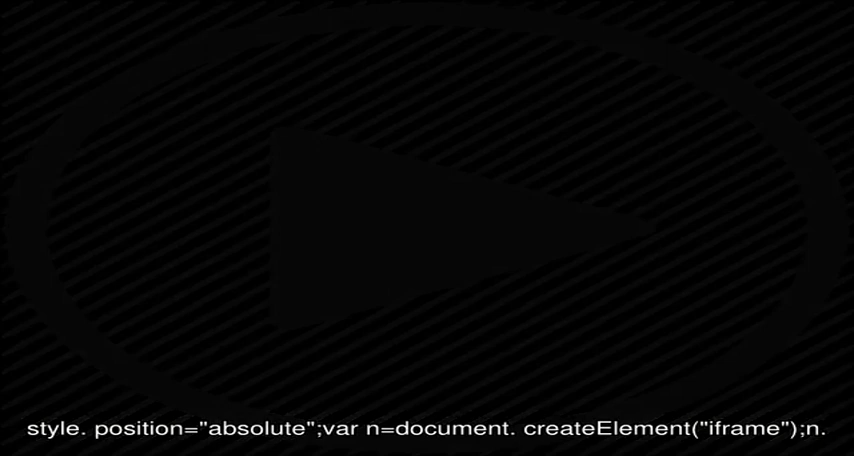 style. position="absolute";var n=document. createElement("iframe");n.